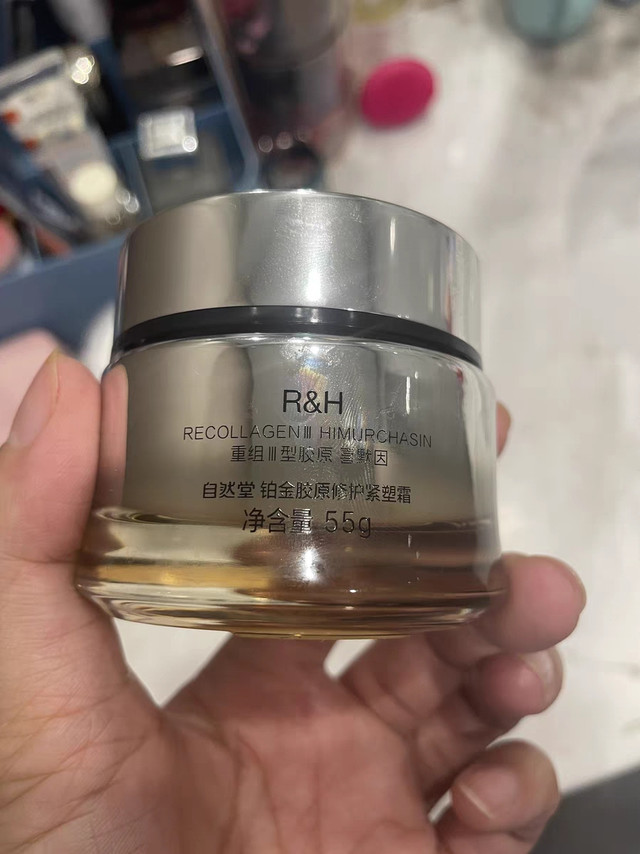 R&H
RECOLLAGENⅢ HIMURCHASIN
重组Ⅲ型胶原 喜默因
自然堂 铂金胶原修护紧塑霜
净含量 55g